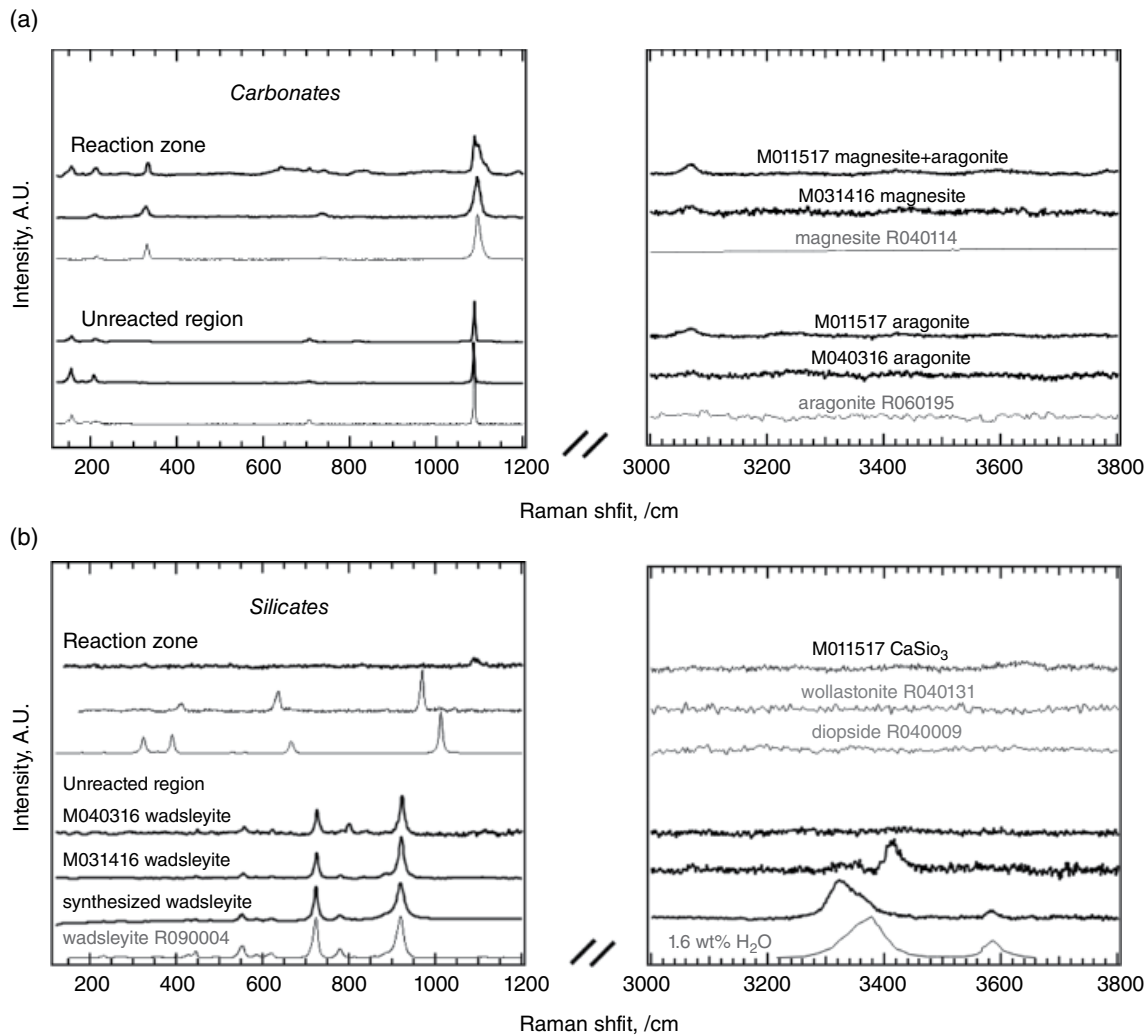 (a)
Carbonates
Reaction zone
Unreacted region
M011517 magnesite+aragonite
M031416 magnesite
magnesite R040114
M011517 aragonite
M040316 aragonite
aragonite R060195
Intensity, A.U.
200 400 600 800 1000 1200
3000 3200 3400 3600 3800
Raman shfit, /cm
(b)
Silicates
Reaction zone
Unreacted region
M040316 wadsleyite
M031416 wadsleyite
synthesized wadsleyite
wadsleyite R090004
M011517 CaSio₃
wollastonite R040131
diopside R040009
1.6 wt% H₂O
Intensity, A.U.
200 400 600 800 1000 1200
3000 3200 3400 3600 3800
Raman shfit, /cm